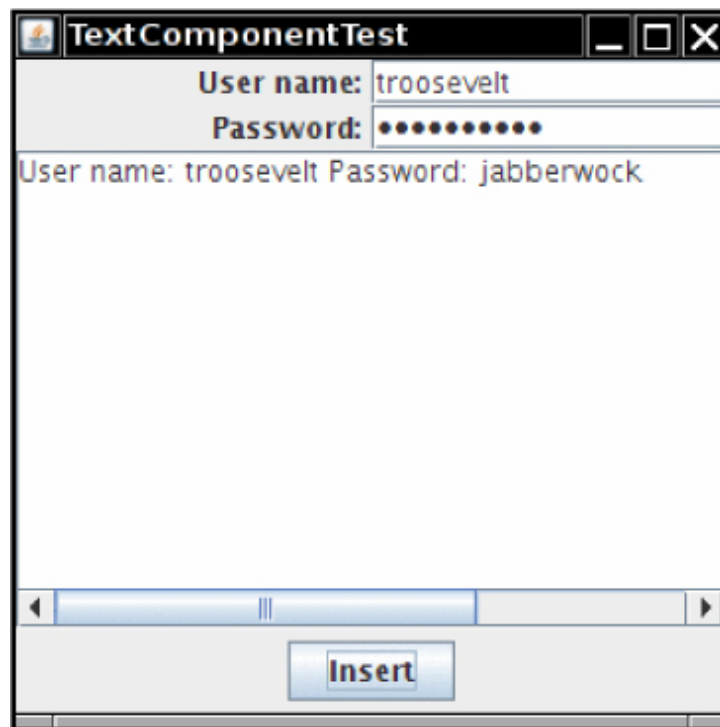 TextComponentTest
User name: troosevelt
Password: ••••••••••
User name: troosevelt Password: jabberwock
Insert